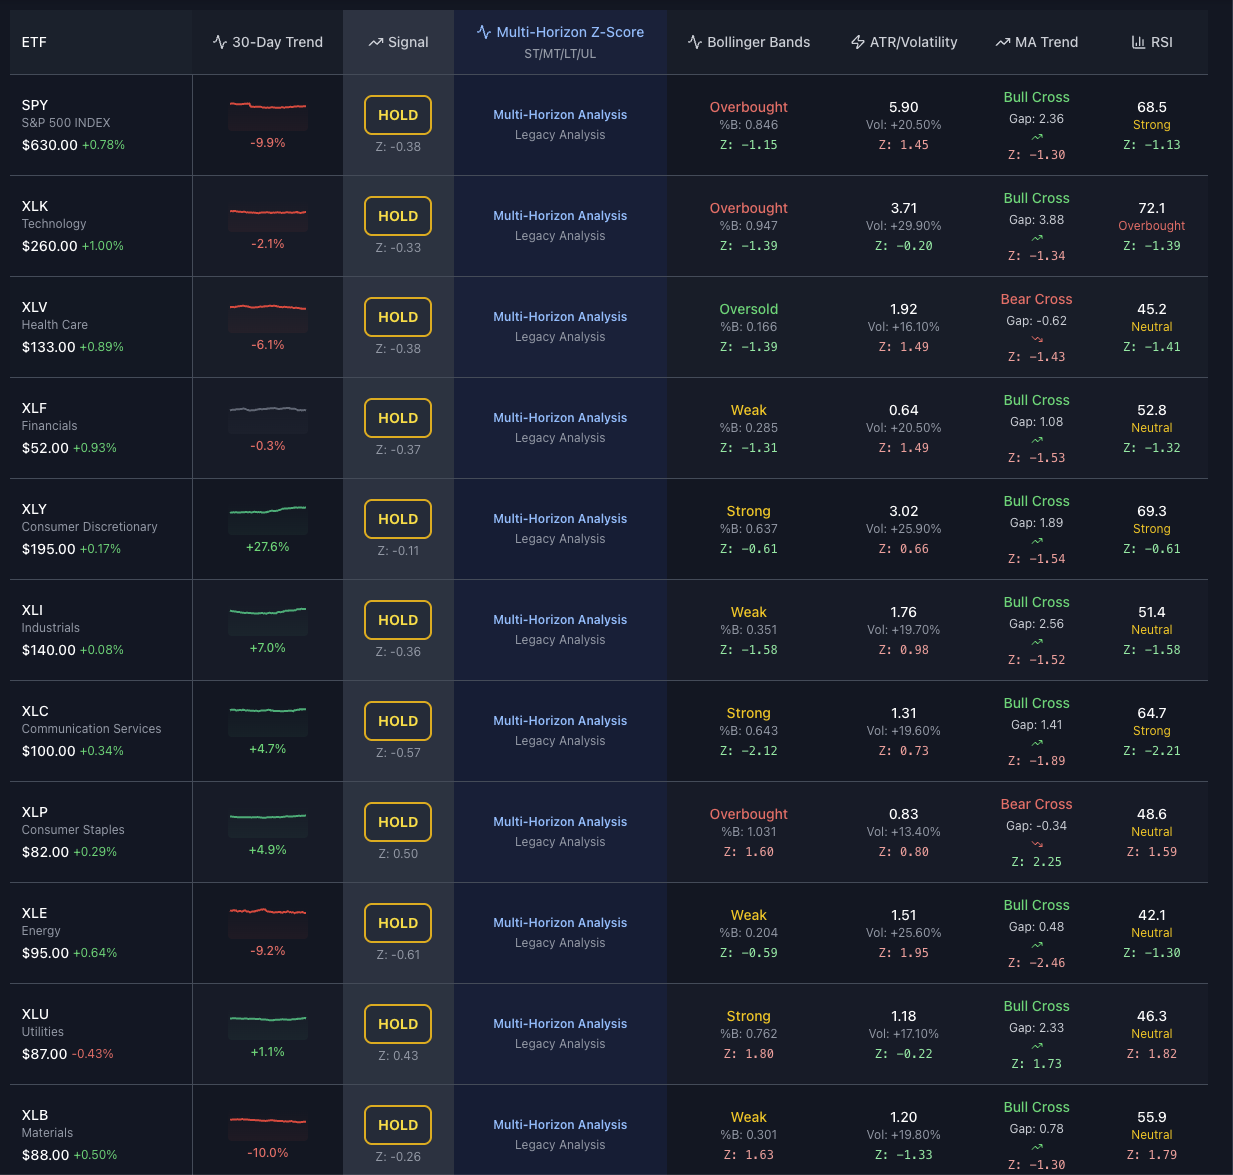 ETF
30-Day Trend
Signal
Multi-Horizon Z-Score
ST/MT/LT/UL
Bollinger Bands
ATR/Volatility
MA Trend
RSI
SPY
S&P 500 INDEX
$630.00 +0.78%
-9.9%
HOLD
Z: -0.38
Multi-Horizon Analysis
Legacy Analysis
Overbought
%B: 0.846
Z: -1.15
5.90
Vol: +20.50%
Z: 1.45
Bull Cross
Gap: 2.36
Z: -1.30
68.5
Strong
Z: -1.13
XLK
Technology
$260.00 +1.00%
-2.1%
HOLD
Z: -0.33
Multi-Horizon Analysis
Legacy Analysis
Overbought
%B: 0.947
Z: -1.39
3.71
Vol: +29.90%
Z: -0.20
Bull Cross
Gap: 3.88
Z: -1.34
72.1
Overbought
Z: -1.39
XLV
Health Care
$133.00 +0.89%
-6.1%
HOLD
Z: -0.38
Multi-Horizon Analysis
Legacy Analysis
Oversold
%B: 0.166
Z: -1.39
1.92
Vol: +16.10%
Z: 1.49
Bear Cross
Gap: -0.62
Z: -1.43
45.2
Neutral
Z: -1.41
XLF
Financials
$52.00 +0.93%
-0.3%
HOLD
Z: -0.37
Multi-Horizon Analysis
Legacy Analysis
Weak
%B: 0.285
Z: -1.31
0.64
Vol: +20.50%
Z: 1.49
Bull Cross
Gap: 1.08
Z: -1.53
52.8
Neutral
Z: -1.32
XLY
Consumer Discretionary
$195.00 +0.17%
+27.6%
HOLD
Z: -0.11
Multi-Horizon Analysis
Legacy Analysis
Strong
%B: 0.637
Z: -0.61
3.02
Vol: +25.90%
Z: 0.66
Bull Cross
Gap: 1.89
Z: -1.54
69.3
Strong
Z: -0.61
XLI
Industrials
$140.00 +0.08%
+7.0%
HOLD
Z: -0.36
Multi-Horizon Analysis
Legacy Analysis
Weak
%B: 0.351
Z: -1.58
1.76
Vol: +19.70%
Z: 0.98
Bull Cross
Gap: 2.56
Z: -1.52
51.4
Neutral
Z: -1.58
XLC
Communication Services
$100.00 +0.34%
+4.7%
HOLD
Z: -0.57
Multi-Horizon Analysis
Legacy Analysis
Strong
%B: 0.643
Z: -2.12
1.31
Vol: +19.60%
Z: 0.73
Bull Cross
Gap: 1.41
Z: -1.89
64.7
Strong
Z: -2.21
XLP
Consumer Staples
$82.00 +0.29%
+4.9%
HOLD
Z: 0.50
Multi-Horizon Analysis
Legacy Analysis
Overbought
%B: 1.031
Z: 1.60
0.83
Vol: +13.40%
Z: 0.80
Bear Cross
Gap: -0.34
Z: 2.25
48.6
Neutral
Z: 1.59
XLE
Energy
$95.00 +0.64%
-9.2%
HOLD
Z: -0.61
Multi-Horizon Analysis
Legacy Analysis
Weak
%B: 0.204
Z: -0.59
1.51
Vol: +25.60%
Z: 1.95
Bull Cross
Gap: 0.48
Z: -2.46
42.1
Neutral
Z: -1.30
XLU
Utilities
$87.00 -0.43%
+1.1%
HOLD
Z: 0.43
Multi-Horizon Analysis
Legacy Analysis
Strong
%B: 0.762
Z: 1.80
1.18
Vol: +17.10%
Z: -0.22
Bull Cross
Gap: 2.33
Z: 1.73
46.3
Neutral
Z: 1.82
XLB
Materials
$88.00 +0.50%
-10.0%
HOLD
Z: -0.26
Multi-Horizon Analysis
Legacy Analysis
Weak
%B: 0.301
Z: 1.63
1.20
Vol: +19.80%
Z: -1.33
Bull Cross
Gap: 0.78
Z: -1.30
55.9
Neutral
Z: 1.79